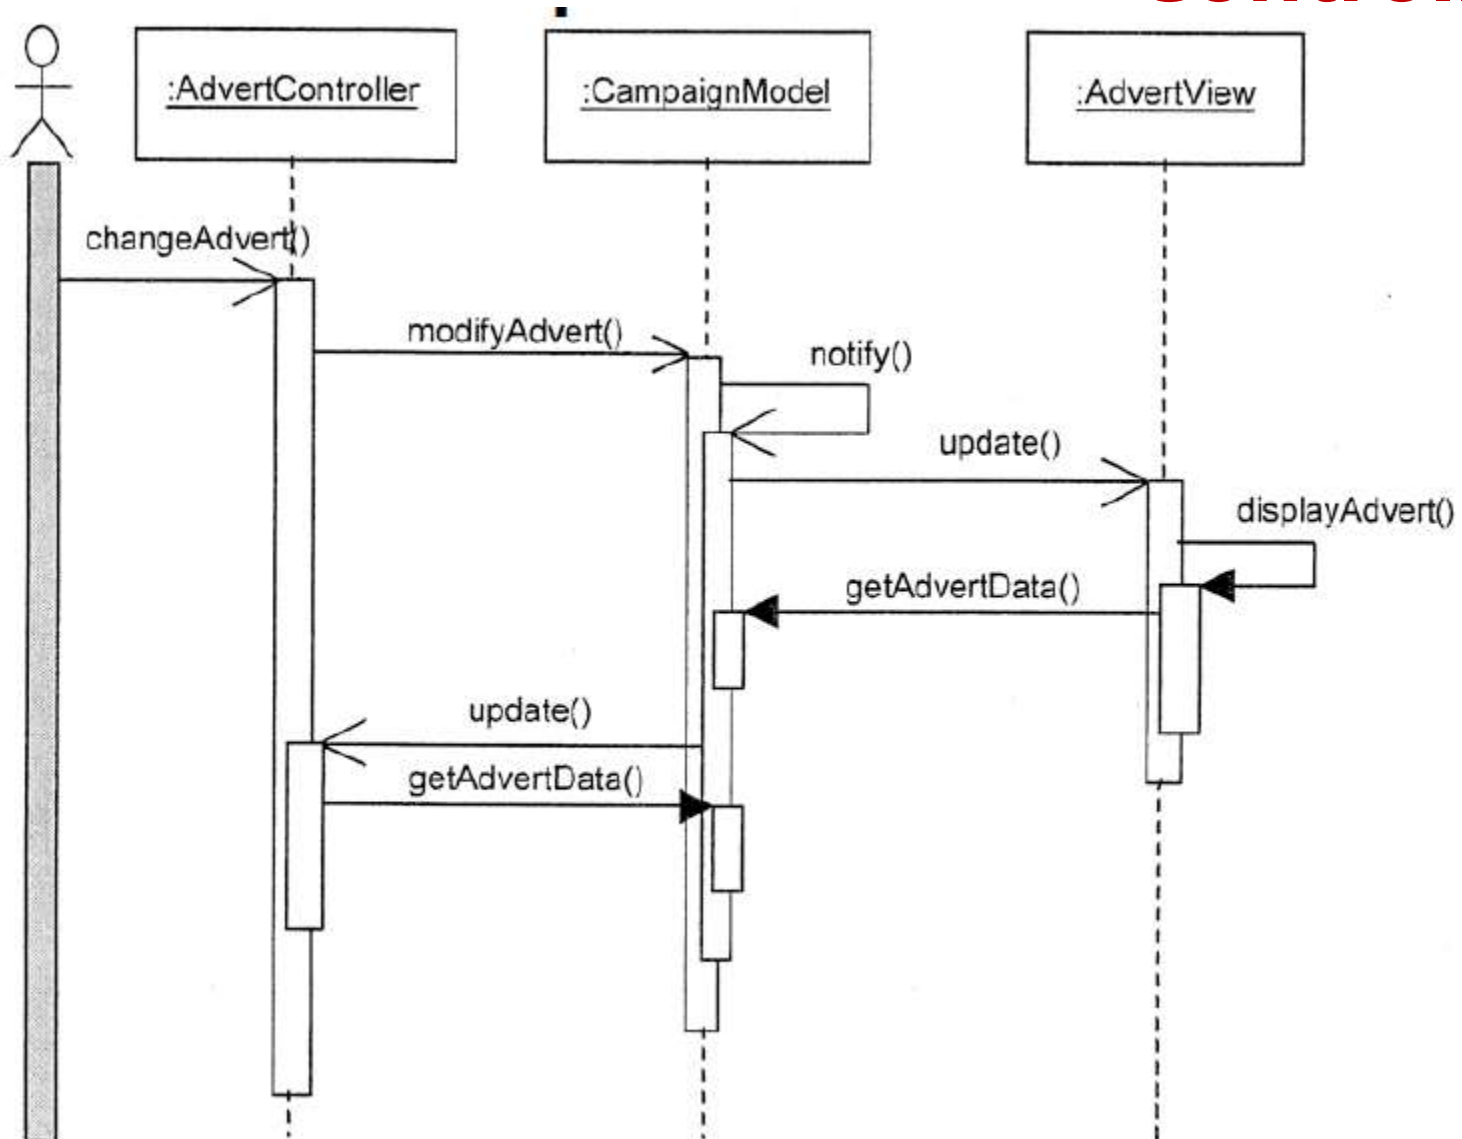 :AdvertController
:CampaignModel
:AdvertView
changeAdvert()
modifyAdvert()
notify()
update()
displayAdvert()
getAdvertData()
update()
getAdvertData()